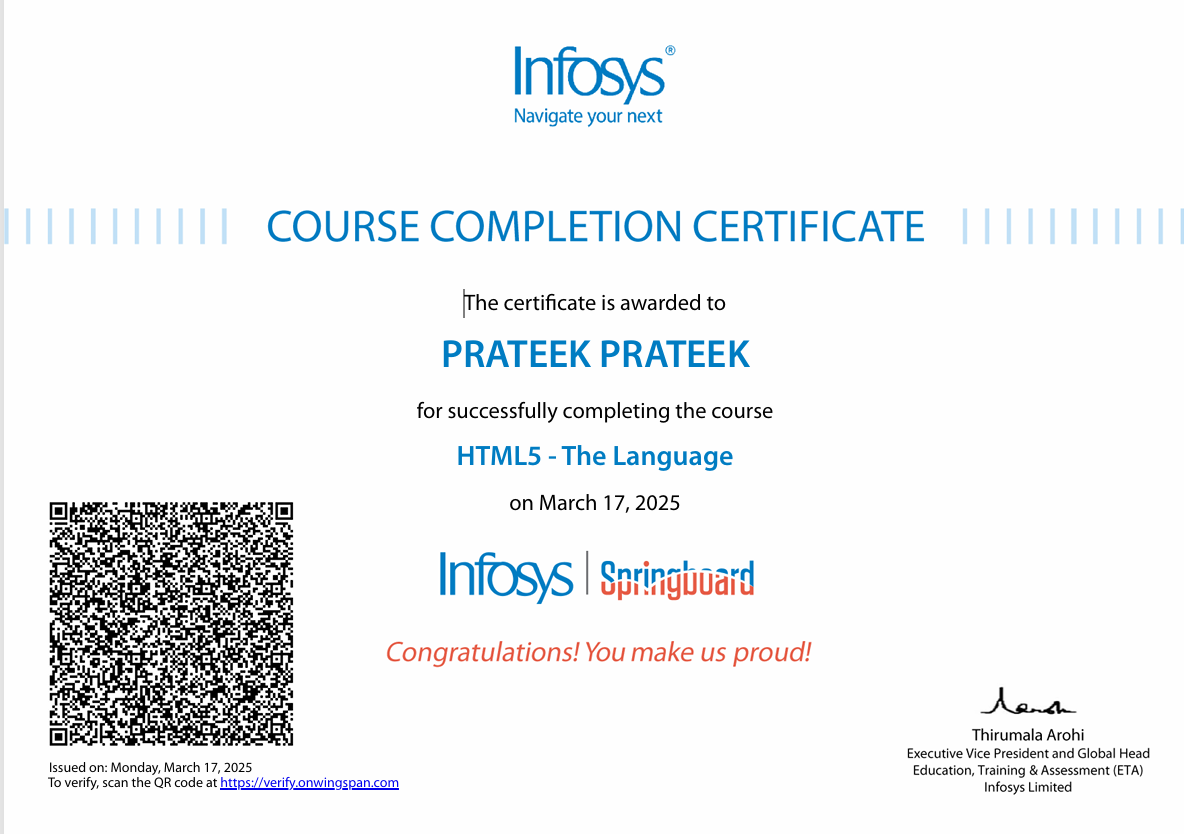 Infosys®
Navigate your next
COURSE COMPLETION CERTIFICATE
The certificate is awarded to
PRATEEK PRATEEK
for successfully completing the course
HTML5 - The Language
on March 17, 2025
Infosys | Springboard
Congratulations! You make us proud!
Issued on: Monday, March 17, 2025
To verify, scan the QR code at https://verify.onwingspan.com
Thirumala Arohi
Executive Vice President and Global Head
Education, Training & Assessment (ETA)
Infosys Limited